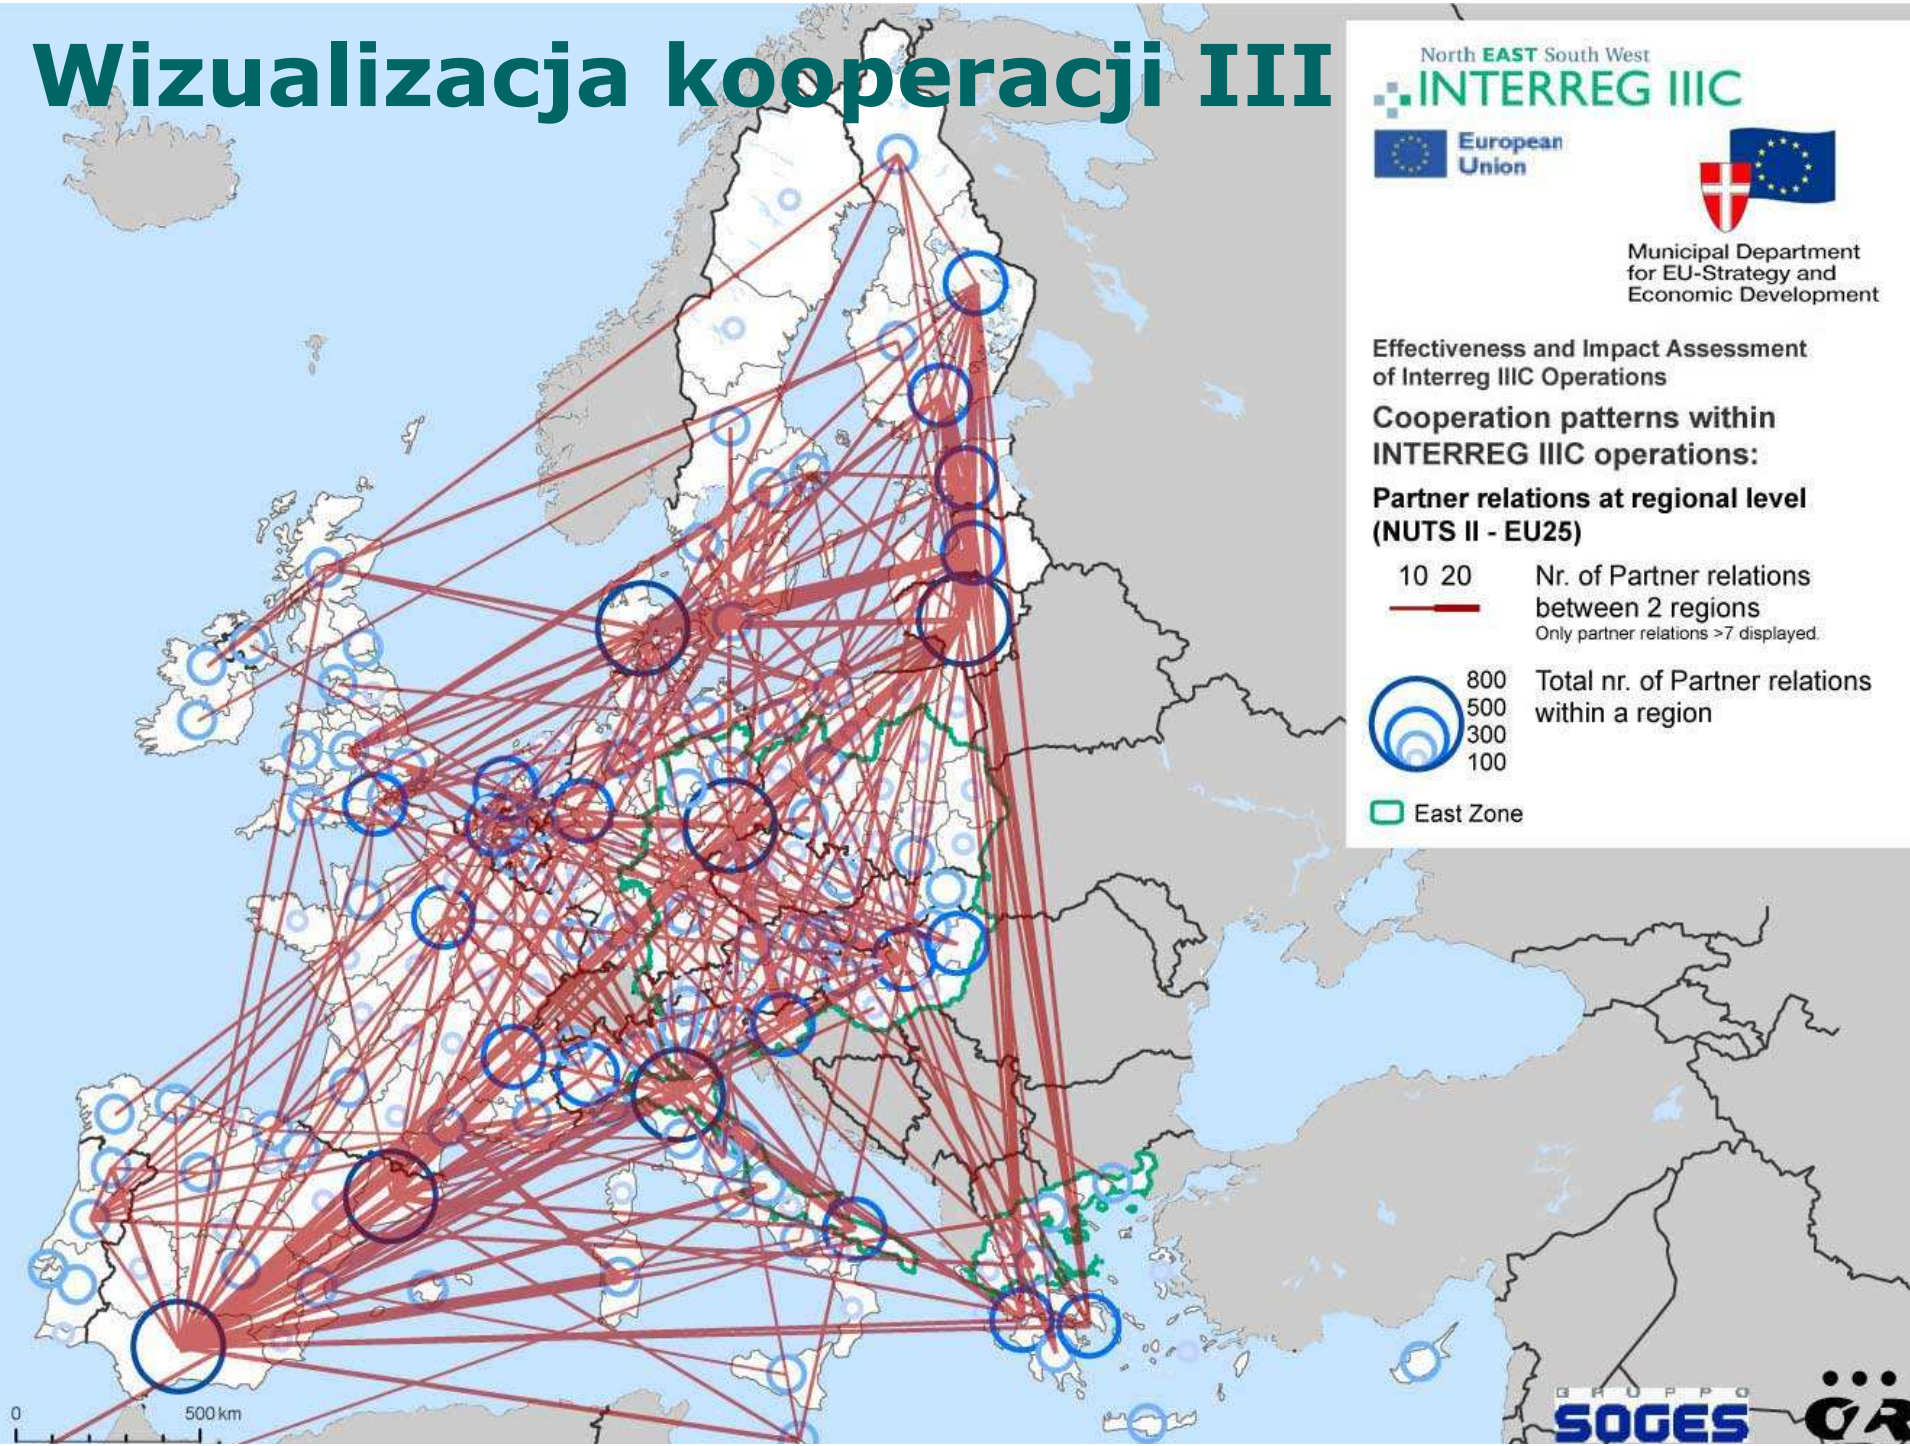 Wizualizacja kooperacji III
North EAST South West
INTERREG IIIC
European
Union
Municipal Department
for EU-Strategy and
Economic Development
Effectiveness and Impact Assessment
of Interreg IIIC Operations
Cooperation patterns within
INTERREG IIIC operations:
Partner relations at regional level
(NUTS II - EU25)
10 20
Nr. of Partner relations
between 2 regions
Only partner relations >7 displayed.
800
500
300
100
Total nr. of Partner relations
within a region
East Zone
0
500 km
GRUPPO
SOGES